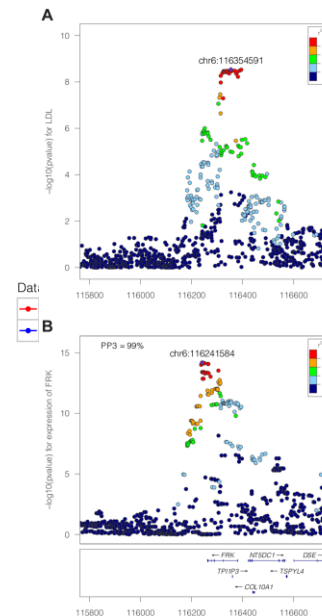 A
chr6:116354591
10
8
6
4
2
0
−log10(pvalue) for LDL
115800 116000 116200 116400 116600
Data
B
PP3 = 99%
chr6:116241584
15
10
5
0
−log10(pvalue) for expression of FRK
← FRK NT5DC1 → DSE →
TPI1P3 → ← TSPYL4
← COL10A1
115800 116000 116200 116400 116600